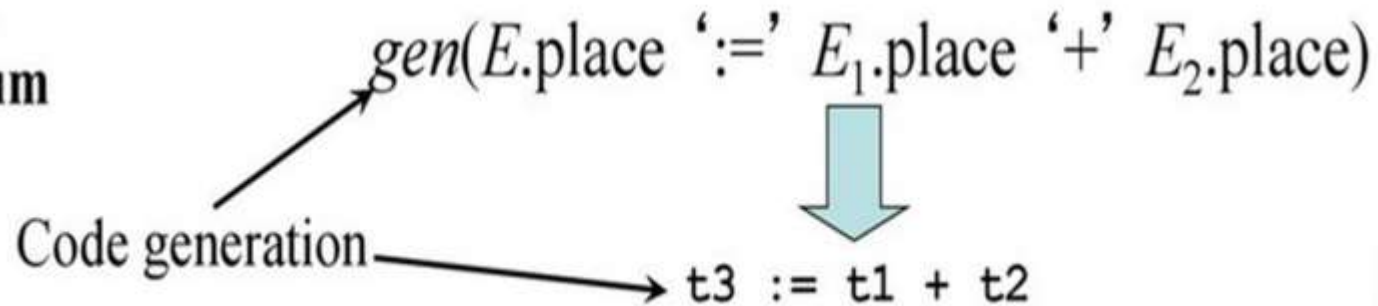 gen(E.place ‘:=’ E₁.place ‘+’ E₂.place)
Code generation
t3 := t1 + t2